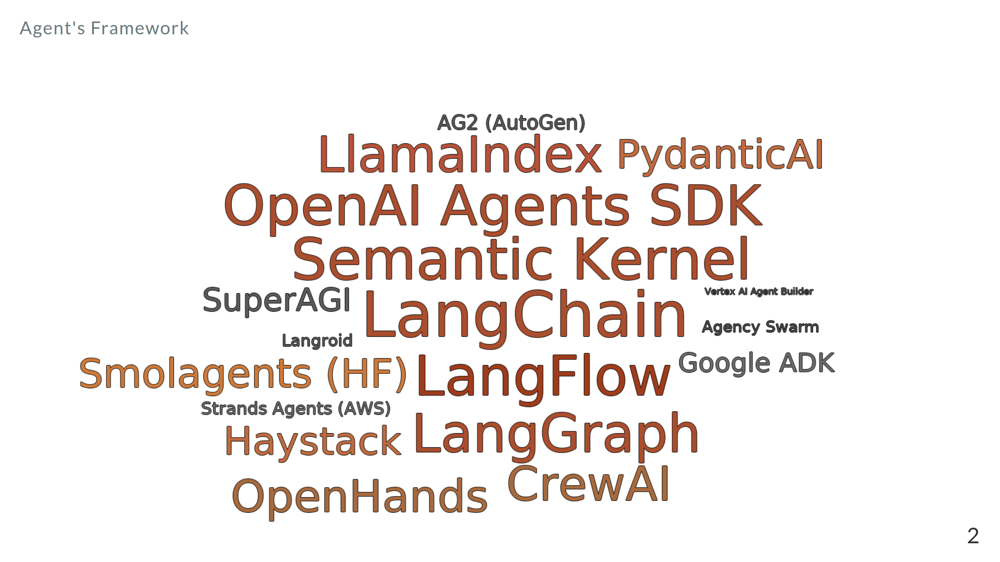 Agent's Framework
AG2 (AutoGen)
LlamaIndex
PydanticAI
OpenAI Agents SDK
Semantic Kernel
SuperAGI
LangChain
Vertex AI Agent Builder
Agency Swarm
Langroid
Smolagents (HF)
LangFlow
Google ADK
Strands Agents (AWS)
Haystack
LangGraph
OpenHands
CrewAI
2